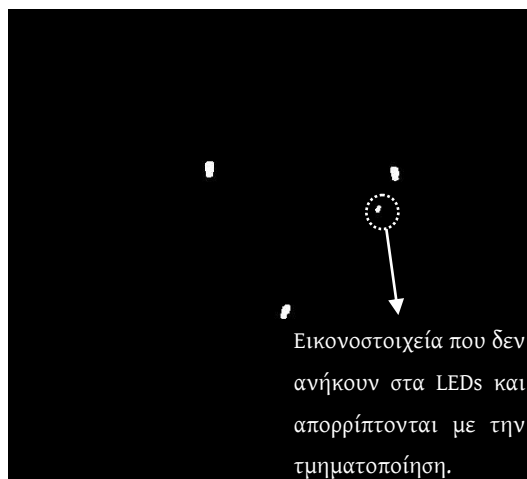 Εικονοστοιχεία που δεν
ανήκουν στα LEDs και
απορρίπτονται με την
τμηματοποίηση.